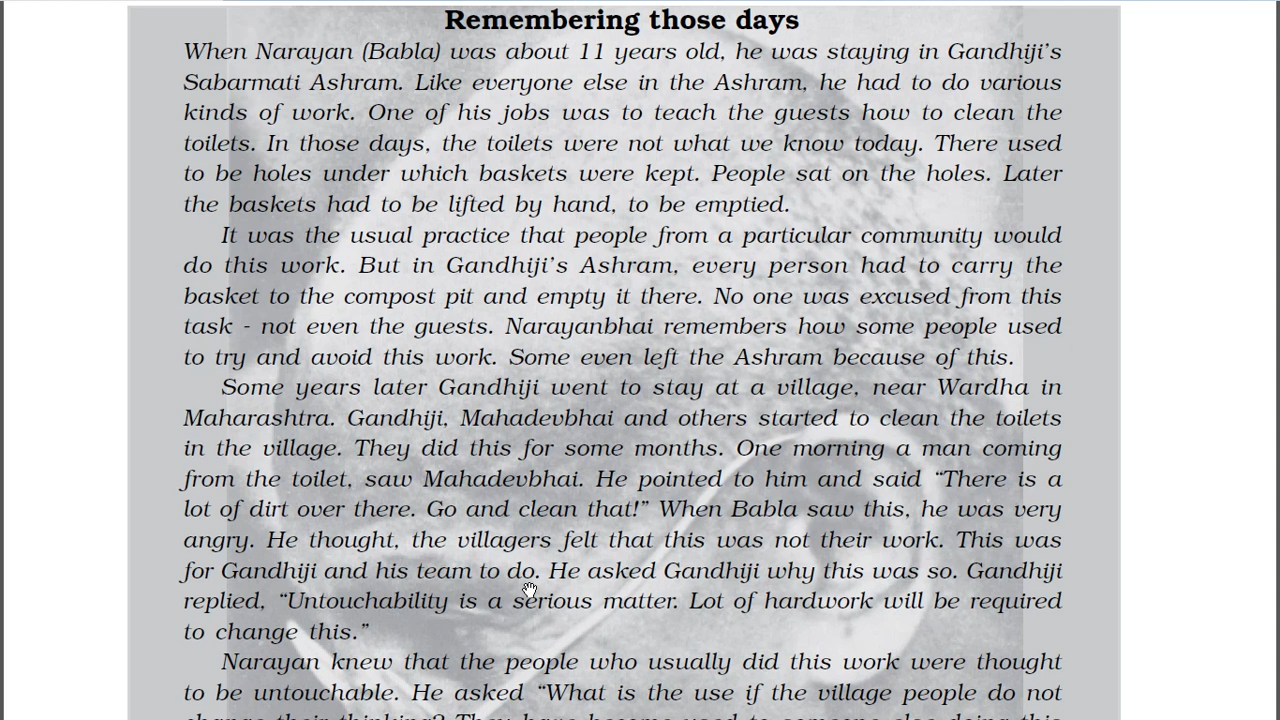 Remembering those days
When Narayan (Babla) was about 11 years old, he was staying in Gandhiji's
Sabarmati Ashram. Like everyone else in the Ashram, he had to do various
kinds of work. One of his jobs was to teach the guests how to clean the
toilets. In those days, the toilets were not what we know today. There used
to be holes under which baskets were kept. People sat on the holes. Later
the baskets had to be lifted by hand, to be emptied.
It was the usual practice that people from a particular community would
do this work. But in Gandhiji's Ashram, every person had to carry the
basket to the compost pit and empty it there. No one was excused from this
task - not even the guests. Narayanbhai remembers how some people used
to try and avoid this work. Some even left the Ashram because of this.
Some years later Gandhiji went to stay at a village, near Wardha in
Maharashtra. Gandhiji, Mahadevbhai and others started to clean the toilets
in the village. They did this for some months. One morning a man coming
from the toilet, saw Mahadevbhai. He pointed to him and said “There is a
lot of dirt over there. Go and clean that!” When Babla saw this, he was very
angry. He thought, the villagers felt that this was not their work. This was
for Gandhiji and his team to do. He asked Gandhiji why this was so. Gandhiji
replied, “Untouchability is a serious matter. Lot of hardwork will be required
to change this.”
Narayan knew that the people who usually did this work were thought
to be untouchable. He asked “What is the use if the village people do not
change their thinking? They have become used to someone else doing this